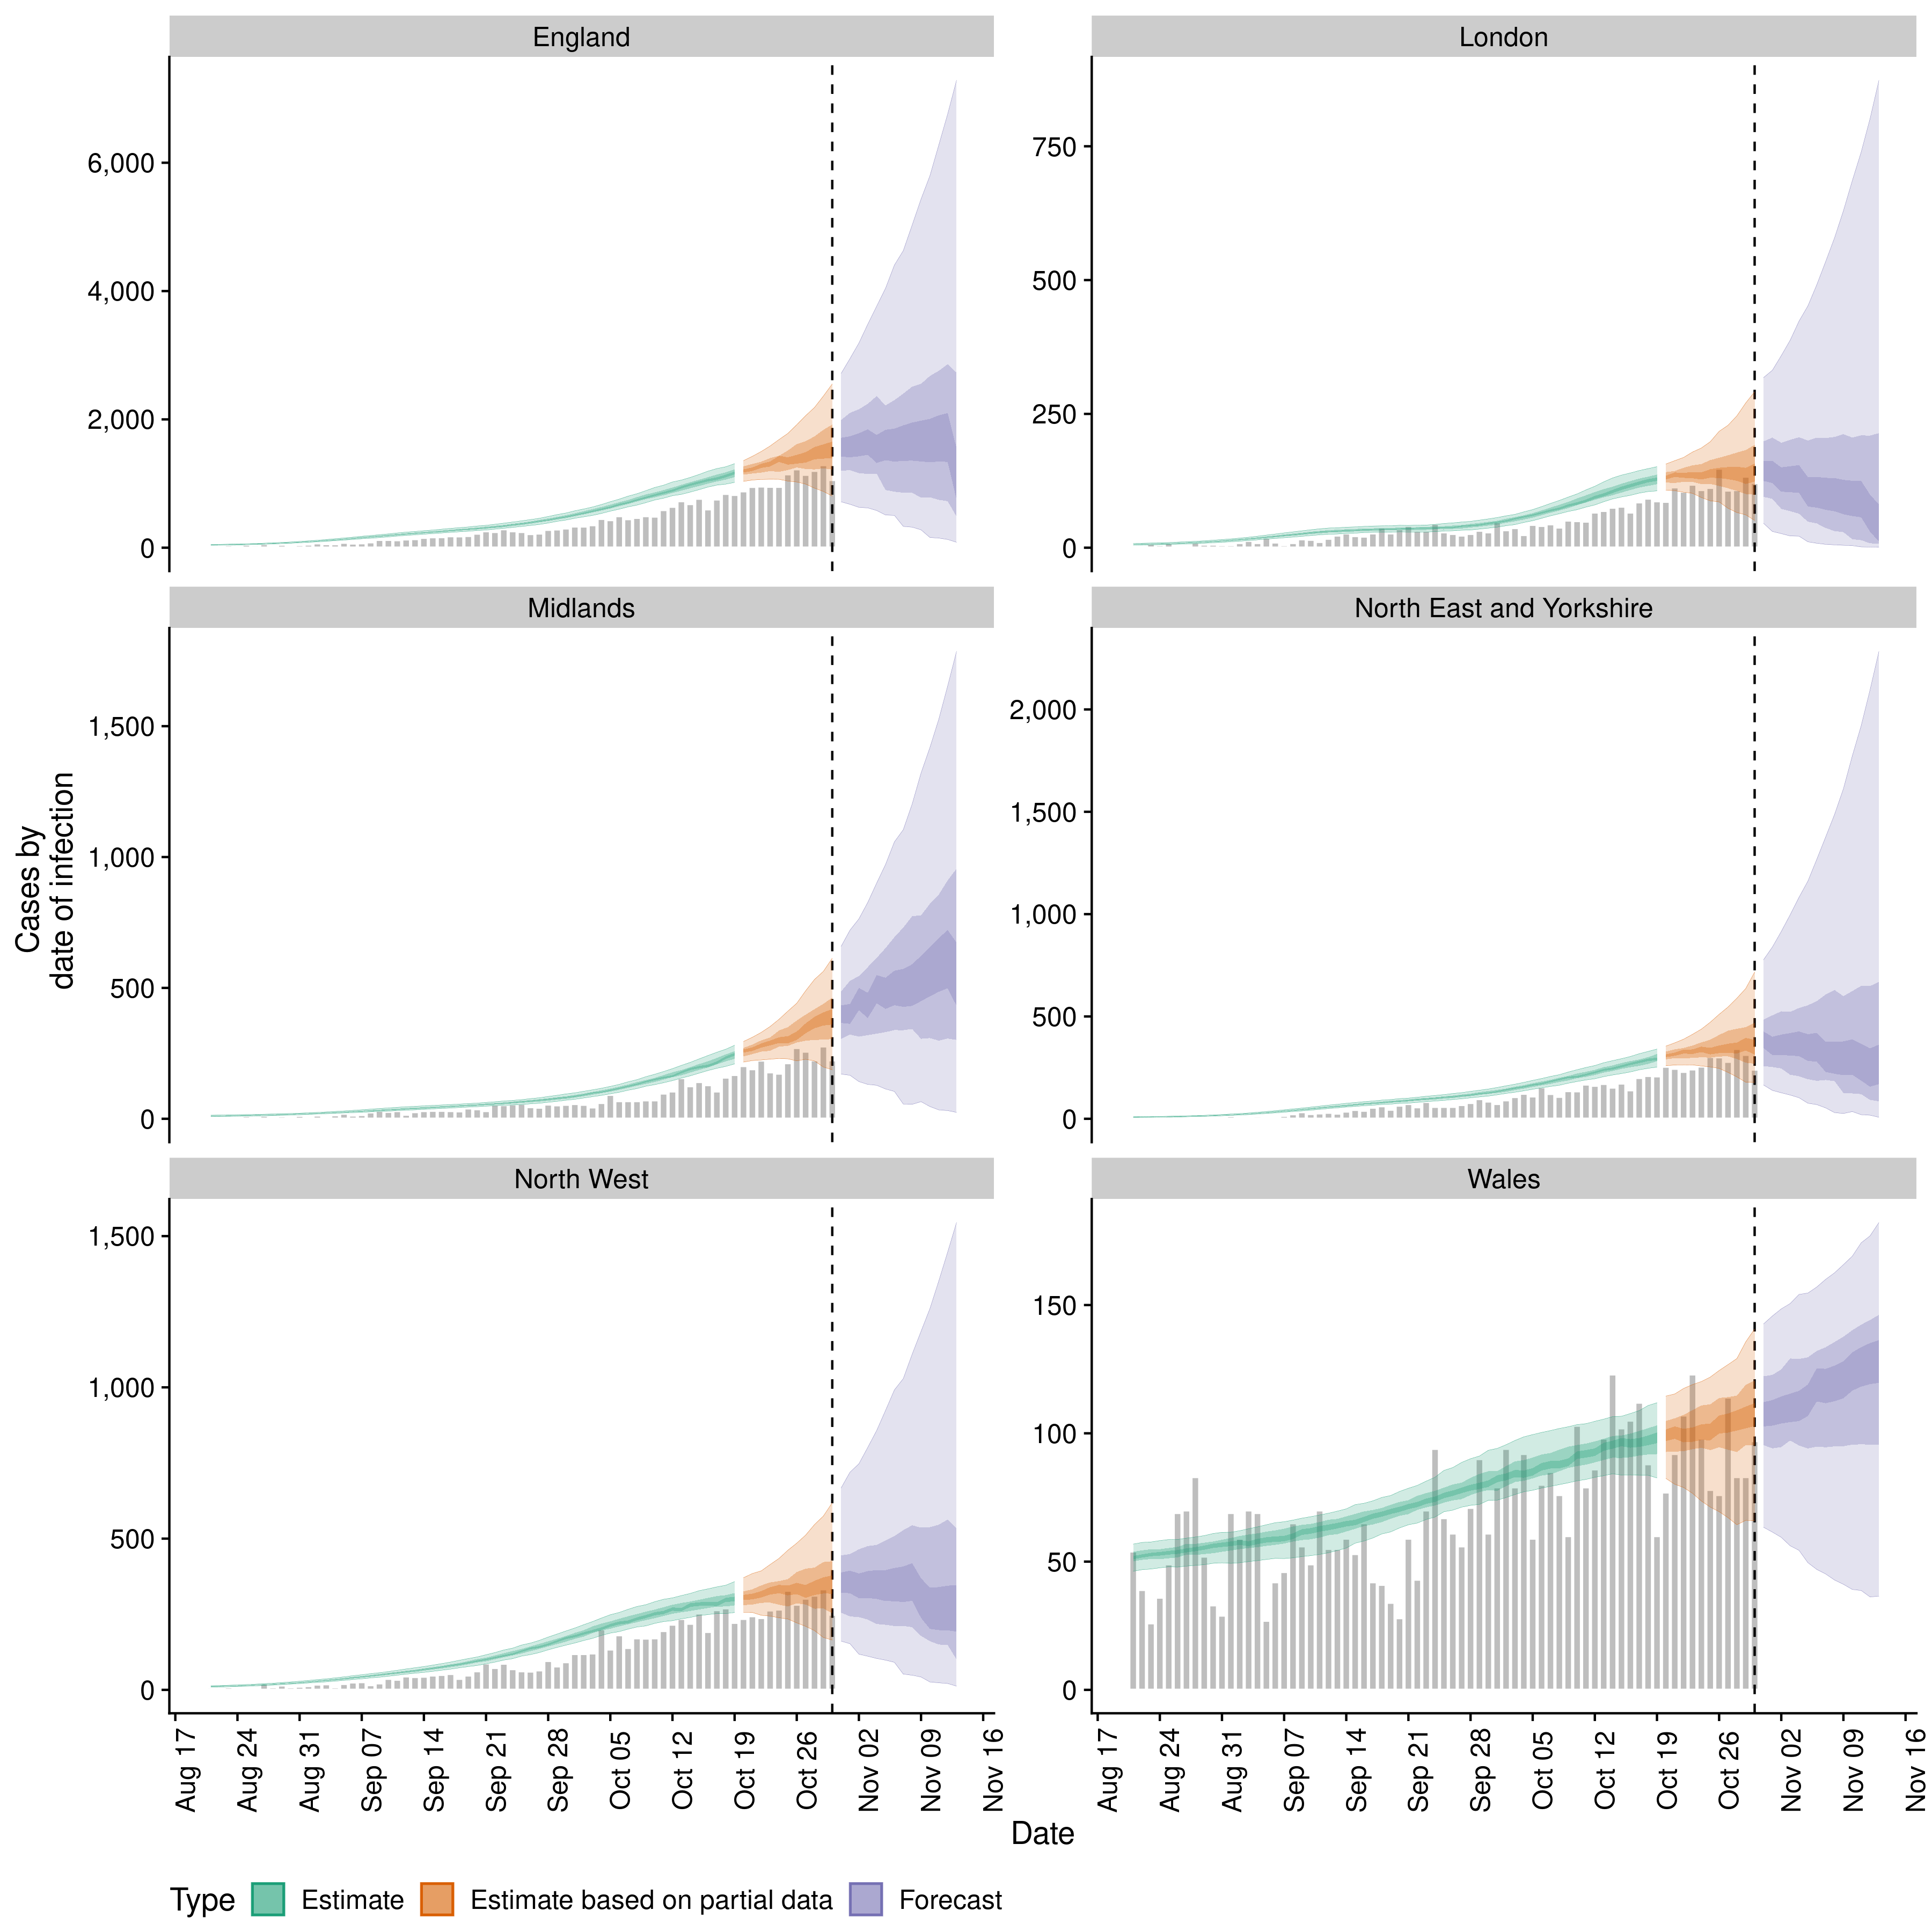 England
London
6,000
4,000
2,000
0
750
500
250
0
Midlands
North East and Yorkshire
1,500
1,000
500
0
2,000
1,500
1,000
500
0
North West
Wales
1,500
1,000
500
0
150
100
50
0
Cases by
date of infection
Aug 17
Aug 24
Aug 31
Sep 07
Sep 14
Sep 21
Sep 28
Oct 05
Oct 12
Oct 19
Oct 26
Nov 02
Nov 09
Nov 16
Aug 17
Aug 24
Aug 31
Sep 07
Sep 14
Sep 21
Sep 28
Oct 05
Oct 12
Oct 19
Oct 26
Nov 02
Nov 09
Nov 16
Date
Type Estimate Estimate based on partial data Forecast